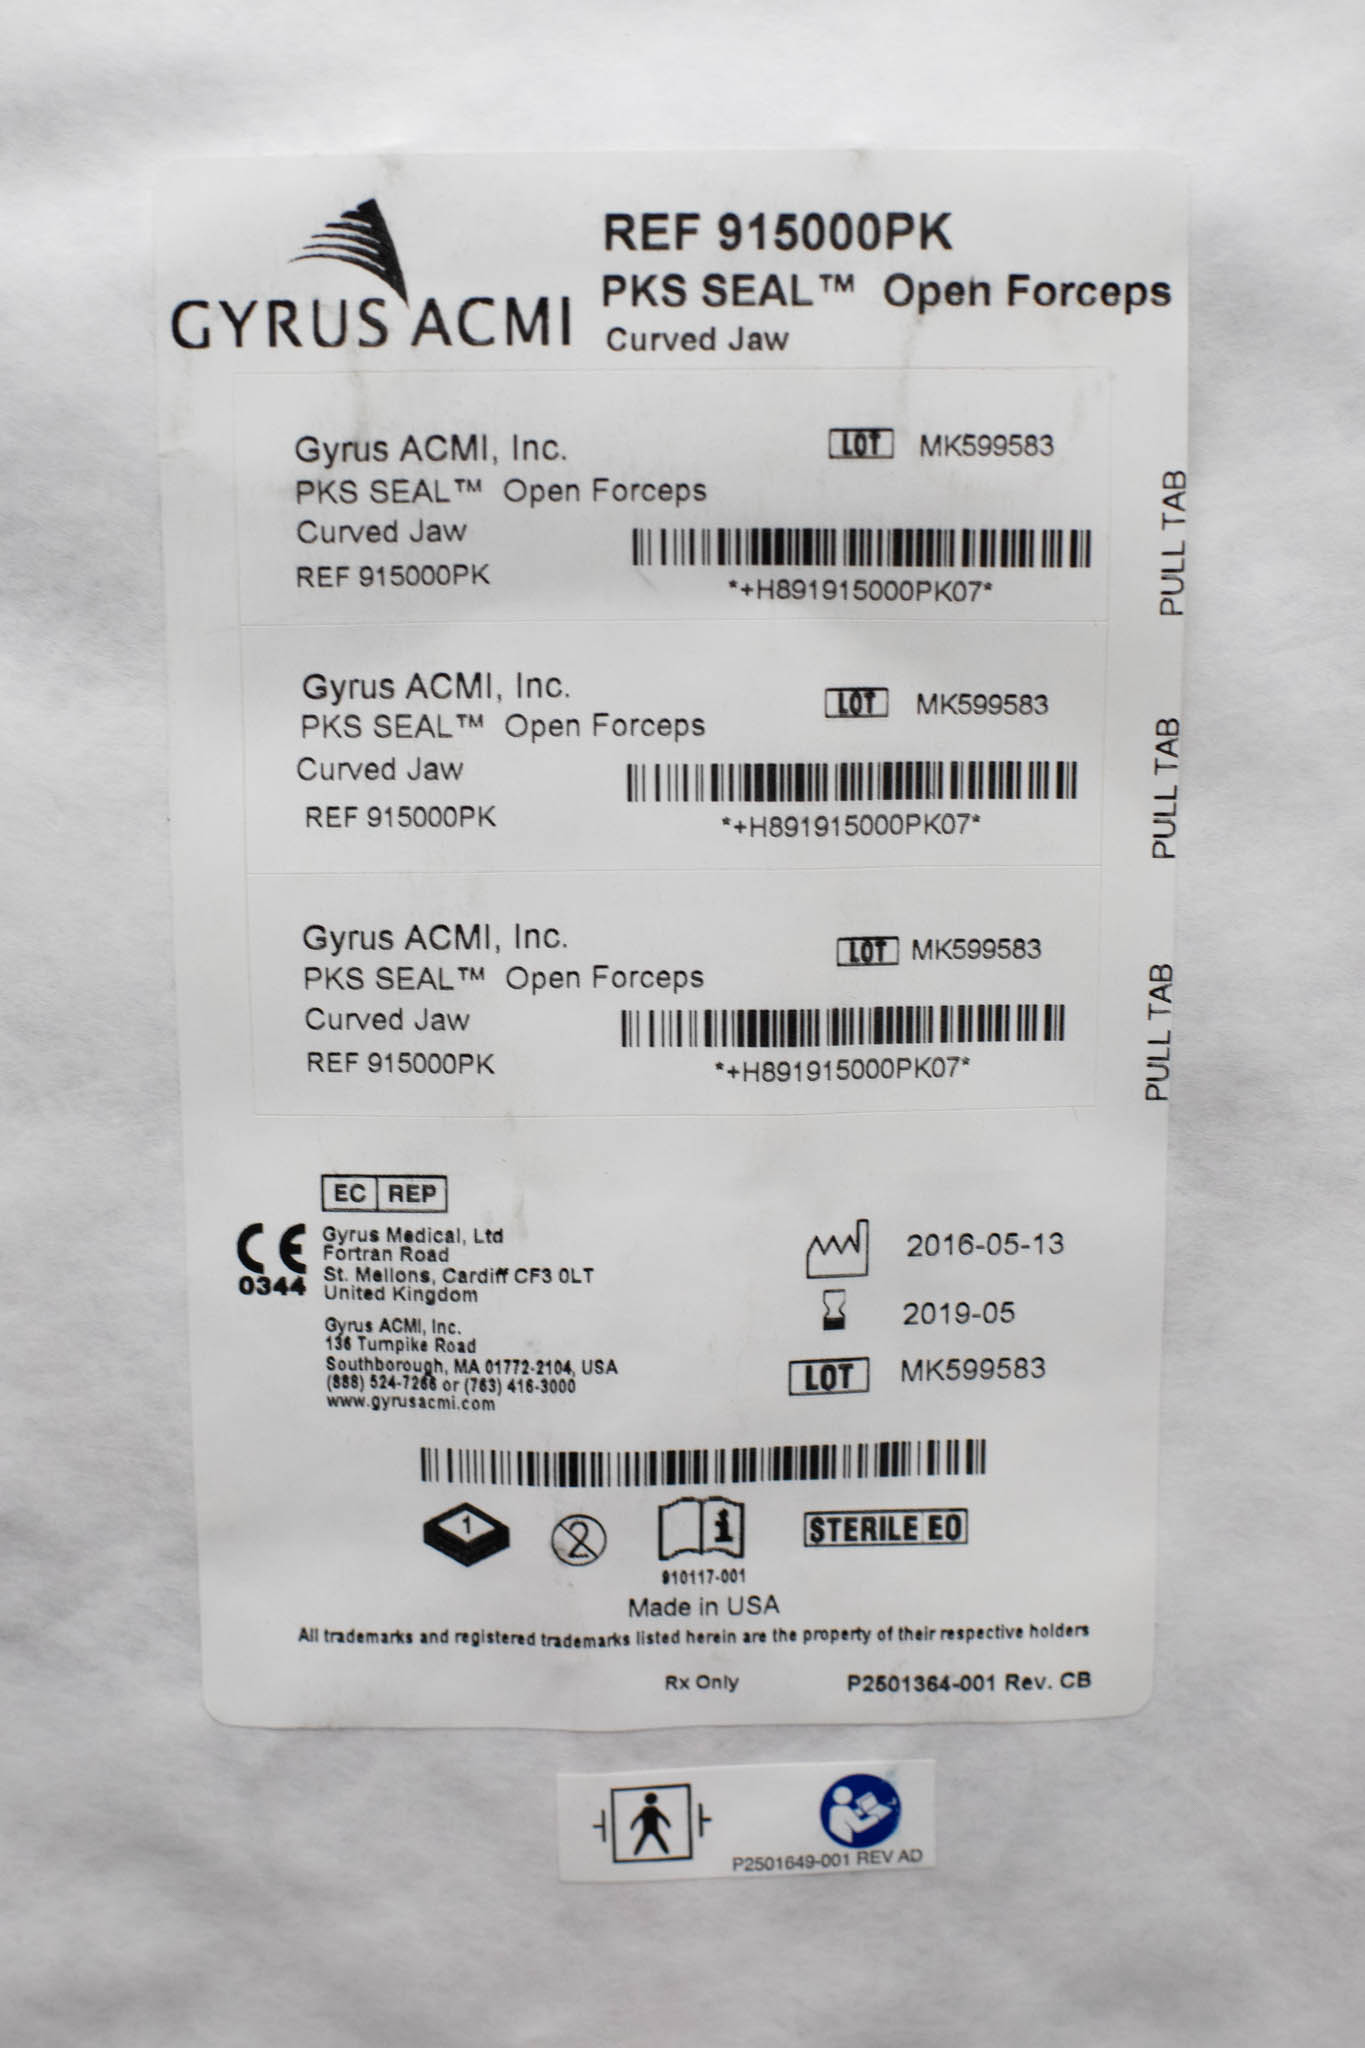 GYRUS ACMI
REF 915000PK
PKS SEAL™ Open Forceps
Curved Jaw
Gyrus ACMI, Inc.
LOT MK599583
PKS SEAL™ Open Forceps
Curved Jaw
REF 915000PK
*+H891915000PK07*
PULL TAB
Gyrus ACMI, Inc.
LOT MK599583
PKS SEAL™ Open Forceps
Curved Jaw
REF 915000PK
*+H891915000PK07*
PULL TAB
Gyrus ACMI, Inc.
LOT MK599583
PKS SEAL™ Open Forceps
Curved Jaw
REF 915000PK
*+H891915000PK07*
PULL TAB
EC REP
CE 0344
Gyrus Medical, Ltd
Fortran Road
St. Mellons, Cardiff CF3 0LT
United Kingdom
Gyrus ACMI, Inc.
136 Turnpike Road
Southborough, MA 01772-2104, USA
(888) 524-7266 or (763) 416-3000
www.gyrusacmi.com
2016-05-13
2019-05
LOT MK599583
1
2
i
STERILE EO
910117-001
Made in USA
All trademarks and registered trademarks listed herein are the property of their respective holders
Rx Only
P2501364-001 Rev. CB
P2501649-001 REV AD